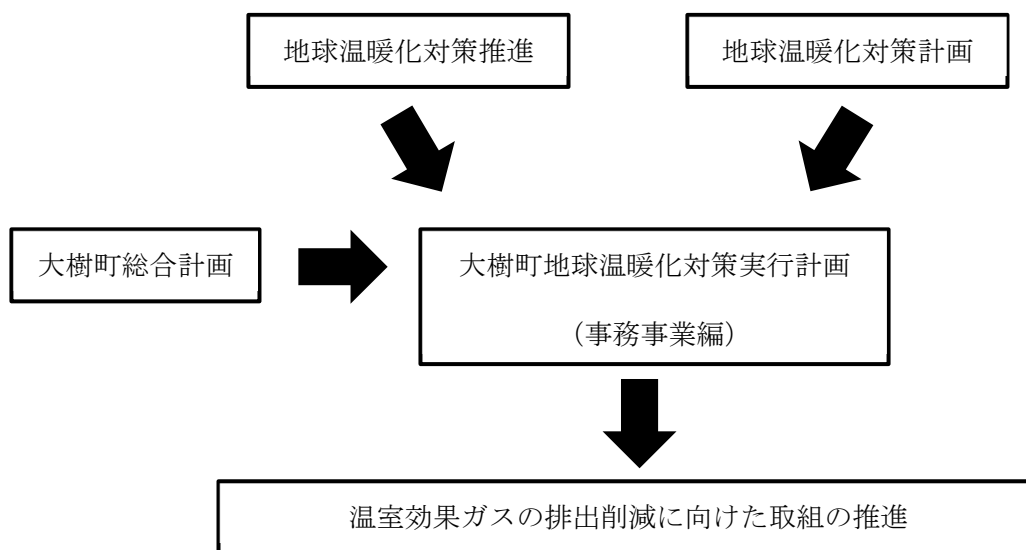 地球温暖化対策推進
地球温暖化対策計画
大樹町総合計画
大樹町地球温暖化対策実行計画
（事務事業編）
温室効果ガスの排出削減に向けた取組の推進